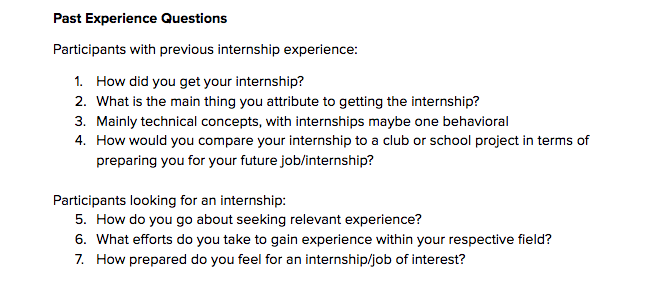 Past Experience Questions
Participants with previous internship experience:
1. How did you get your internship?
2. What is the main thing you attribute to getting the internship?
3. Mainly technical concepts, with internships maybe one behavioral
4. How would you compare your internship to a club or school project in terms of
preparing you for your future job/internship?
Participants looking for an internship:
5. How do you go about seeking relevant experience?
6. What efforts do you take to gain experience within your respective field?
7. How prepared do you feel for an internship/job of interest?